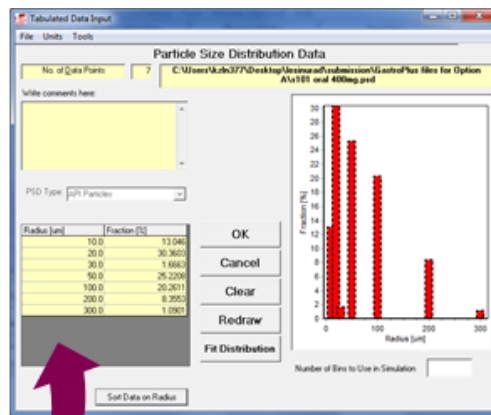 Tabulated Data Input
File Units Tools
Particle Size Distribution Data
No. of Data Points 7
C:\Users\kzln377\Desktop\lesinurad\submission\GastroPlus files for Option
A\s101 oral 400mg.psd
Write comments here:
PSD Type: API Particles
Radius [um] Fraction [%]
10.0 13.046
20.0 30.3603
30.0 1.6663
50.0 25.2208
100.0 20.2611
200.0 8.3553
300.0 1.0901
OK
Cancel
Clear
Redraw
Fit Distribution
Sort Data on Radius
Fraction [%]
30
28
26
24
22
20
18
16
14
12
10
8
6
4
2
0
0 100 200 300
Radius [um]
Number of Bins to Use in Simulation